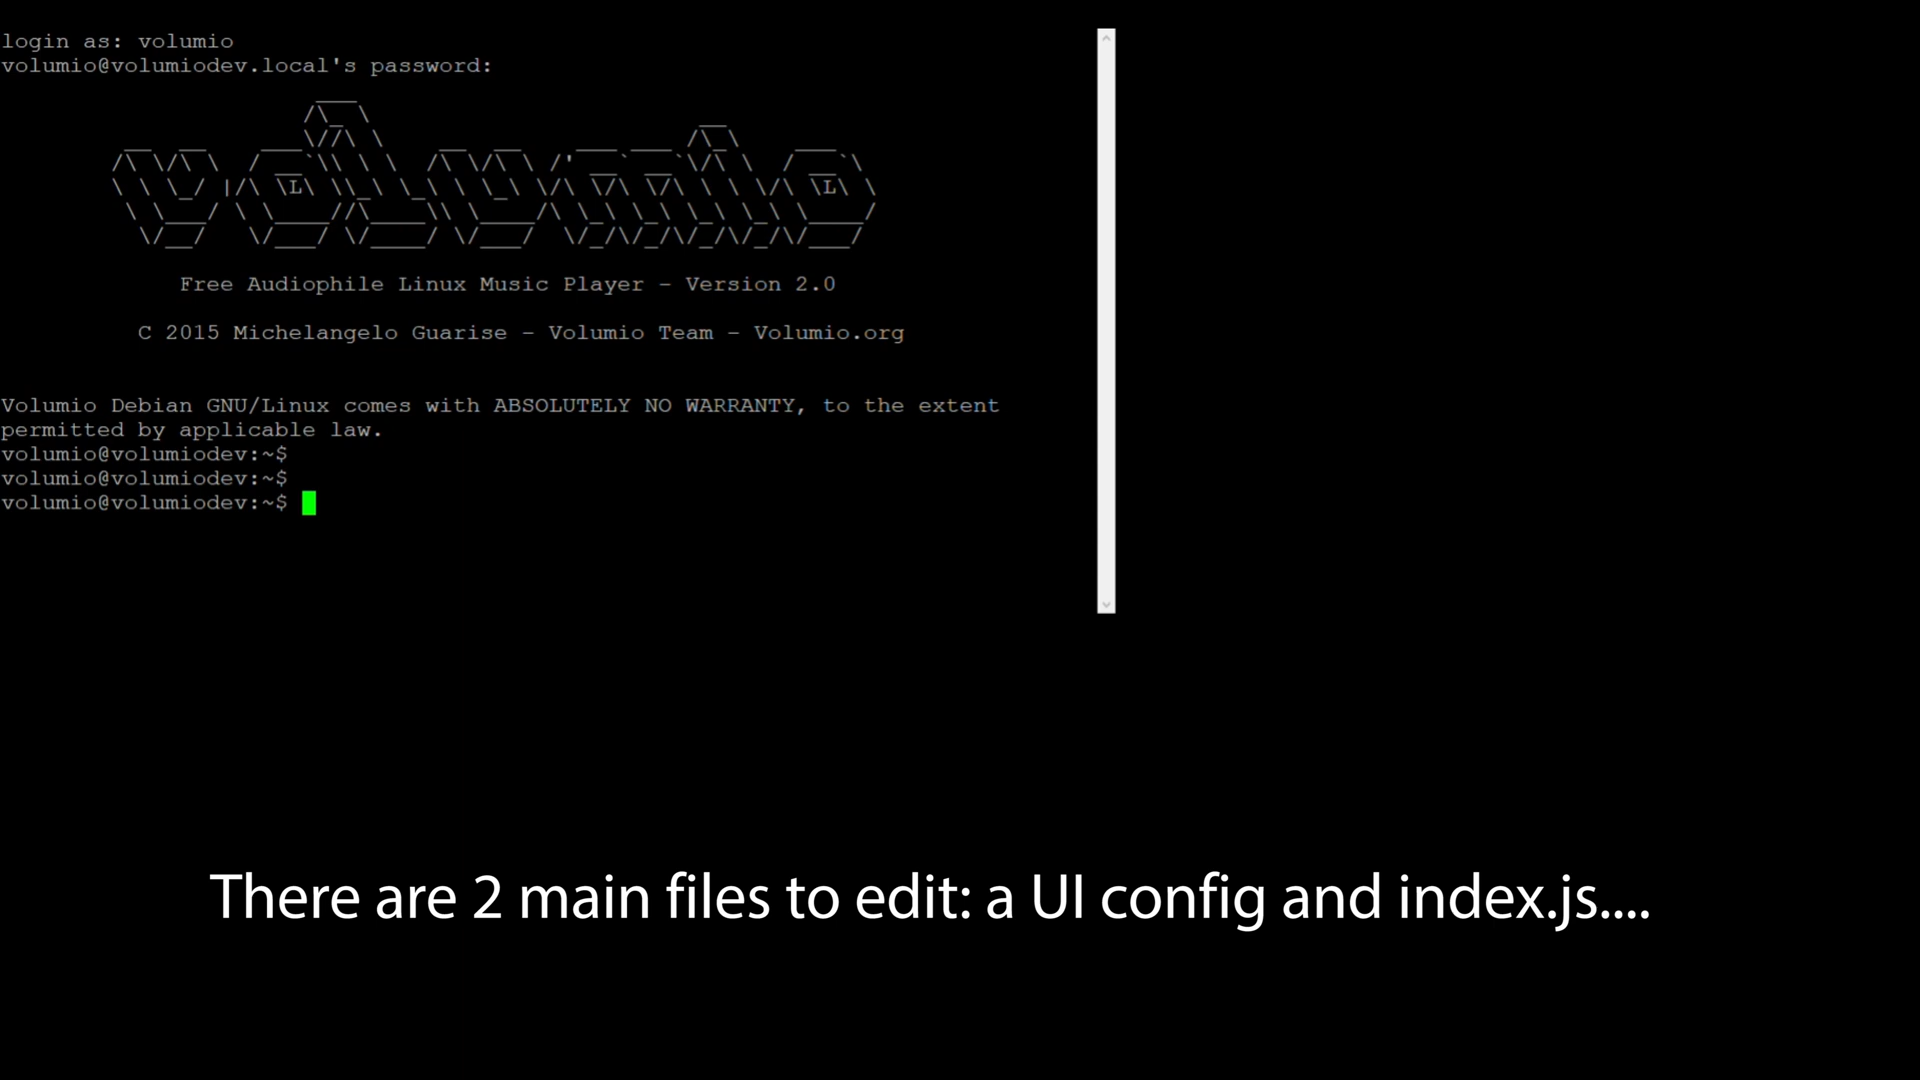 login as: volumio
volumio@volumiodev.local's password:
volumio
Free Audiophile Linux Music Player - Version 2.0
C 2015 Michelangelo Guarise - Volumio Team - Volumio.org
Volumio Debian GNU/Linux comes with ABSOLUTELY NO WARRANTY, to the extent
permitted by applicable law.
volumio@volumiodev:~$
volumio@volumiodev:~$
volumio@volumiodev:~$
There are 2 main files to edit: a UI config and index.js....